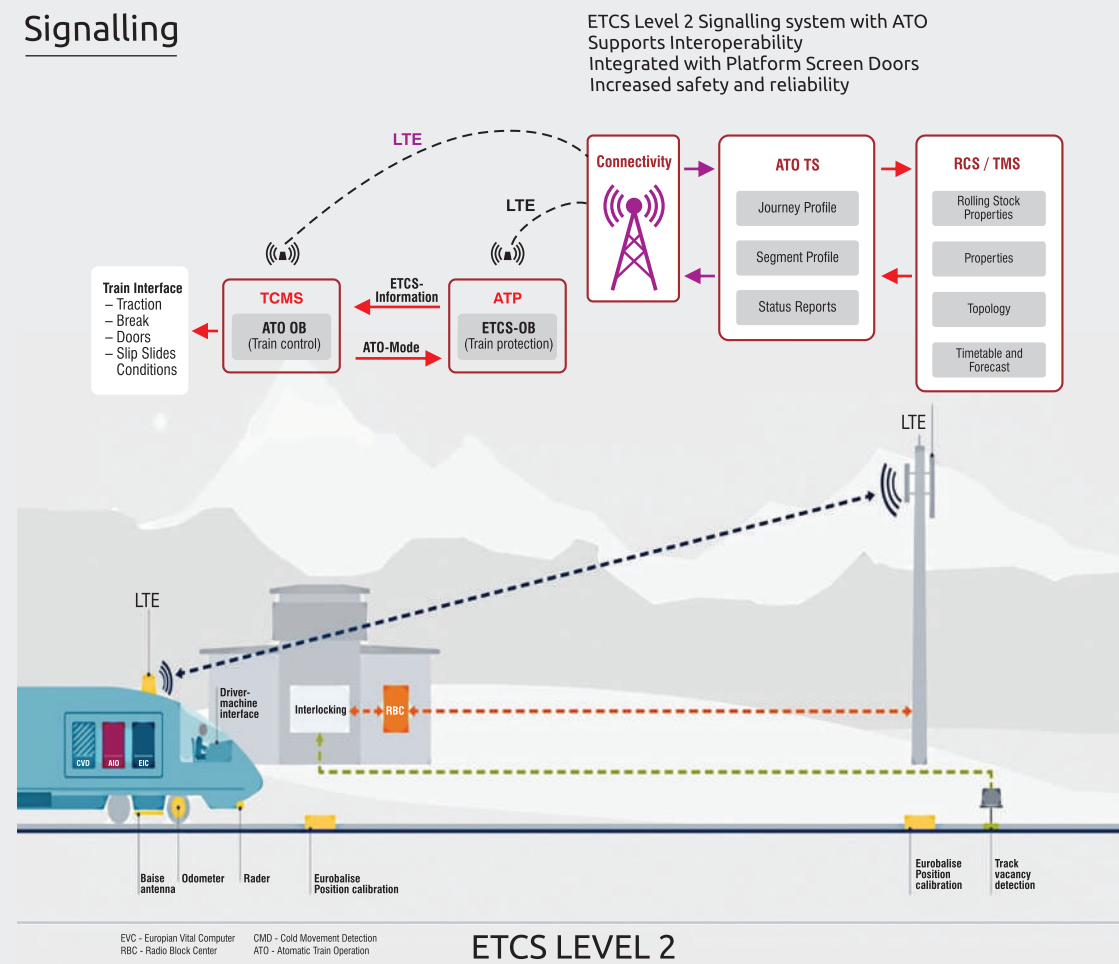 Signalling
ETCS Level 2 Signalling system with ATO
Supports Interoperability
Integrated with Platform Screen Doors
Increased safety and reliability
LTE
LTE
Connectivity
ATO TS
Journey Profile
Segment Profile
Status Reports
RCS / TMS
Rolling Stock
Properties
Properties
Topology
Timetable and
Forecast
Train Interface
– Traction
– Break
– Doors
– Slip Slides
Conditions
TCMS
ATO OB
(Train control)
ETCS-
Information
ATO-Mode
ATP
ETCS-OB
(Train protection)
LTE
LTE
Driver-
machine
interface
Interlocking
RBC
CVD
AIO
EIC
Baise
antenna
Odometer
Rader
Eurobalise
Position calibration
Eurobalise
Position
calibration
Track
vacancy
detection
EVC - Europian Vital Computer
RBC - Radio Block Center
CMD - Cold Movement Detection
ATO - Atomatic Train Operation
ETCS LEVEL 2